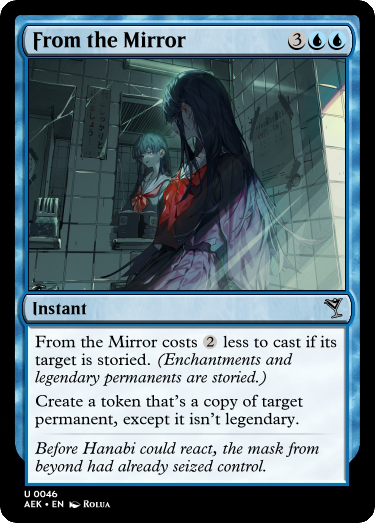 From the Mirror 3
Instant
From the Mirror costs 2 less to cast if its
target is storied. (Enchantments and
legendary permanents are storied.)
Create a token that's a copy of target
permanent, except it isn't legendary.
Before Hanabi could react, the mask from
beyond had already seized control.
U 0046
AEK • EN Rolua